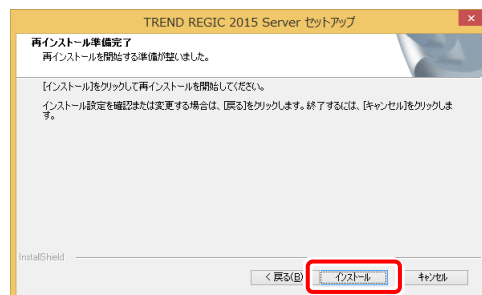 TREND REGIC 2015 Server セットアップ
再インストール準備完了
再インストールを開始する準備が整いました。
[インストール]をクリックして再インストールを開始してください。
インストール設定を確認または変更する場合は、[戻る]をクリックします。終了するには、[キャンセル]をクリックしま
す。
InstallShield
< 戻る(B) インストール キャンセル